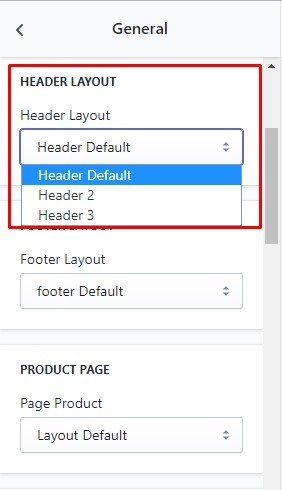 General
HEADER LAYOUT
Header Layout
Header Default
Header Default
Header 2
Header 3
Footer Layout
footer Default
PRODUCT PAGE
Page Product
Layout Default